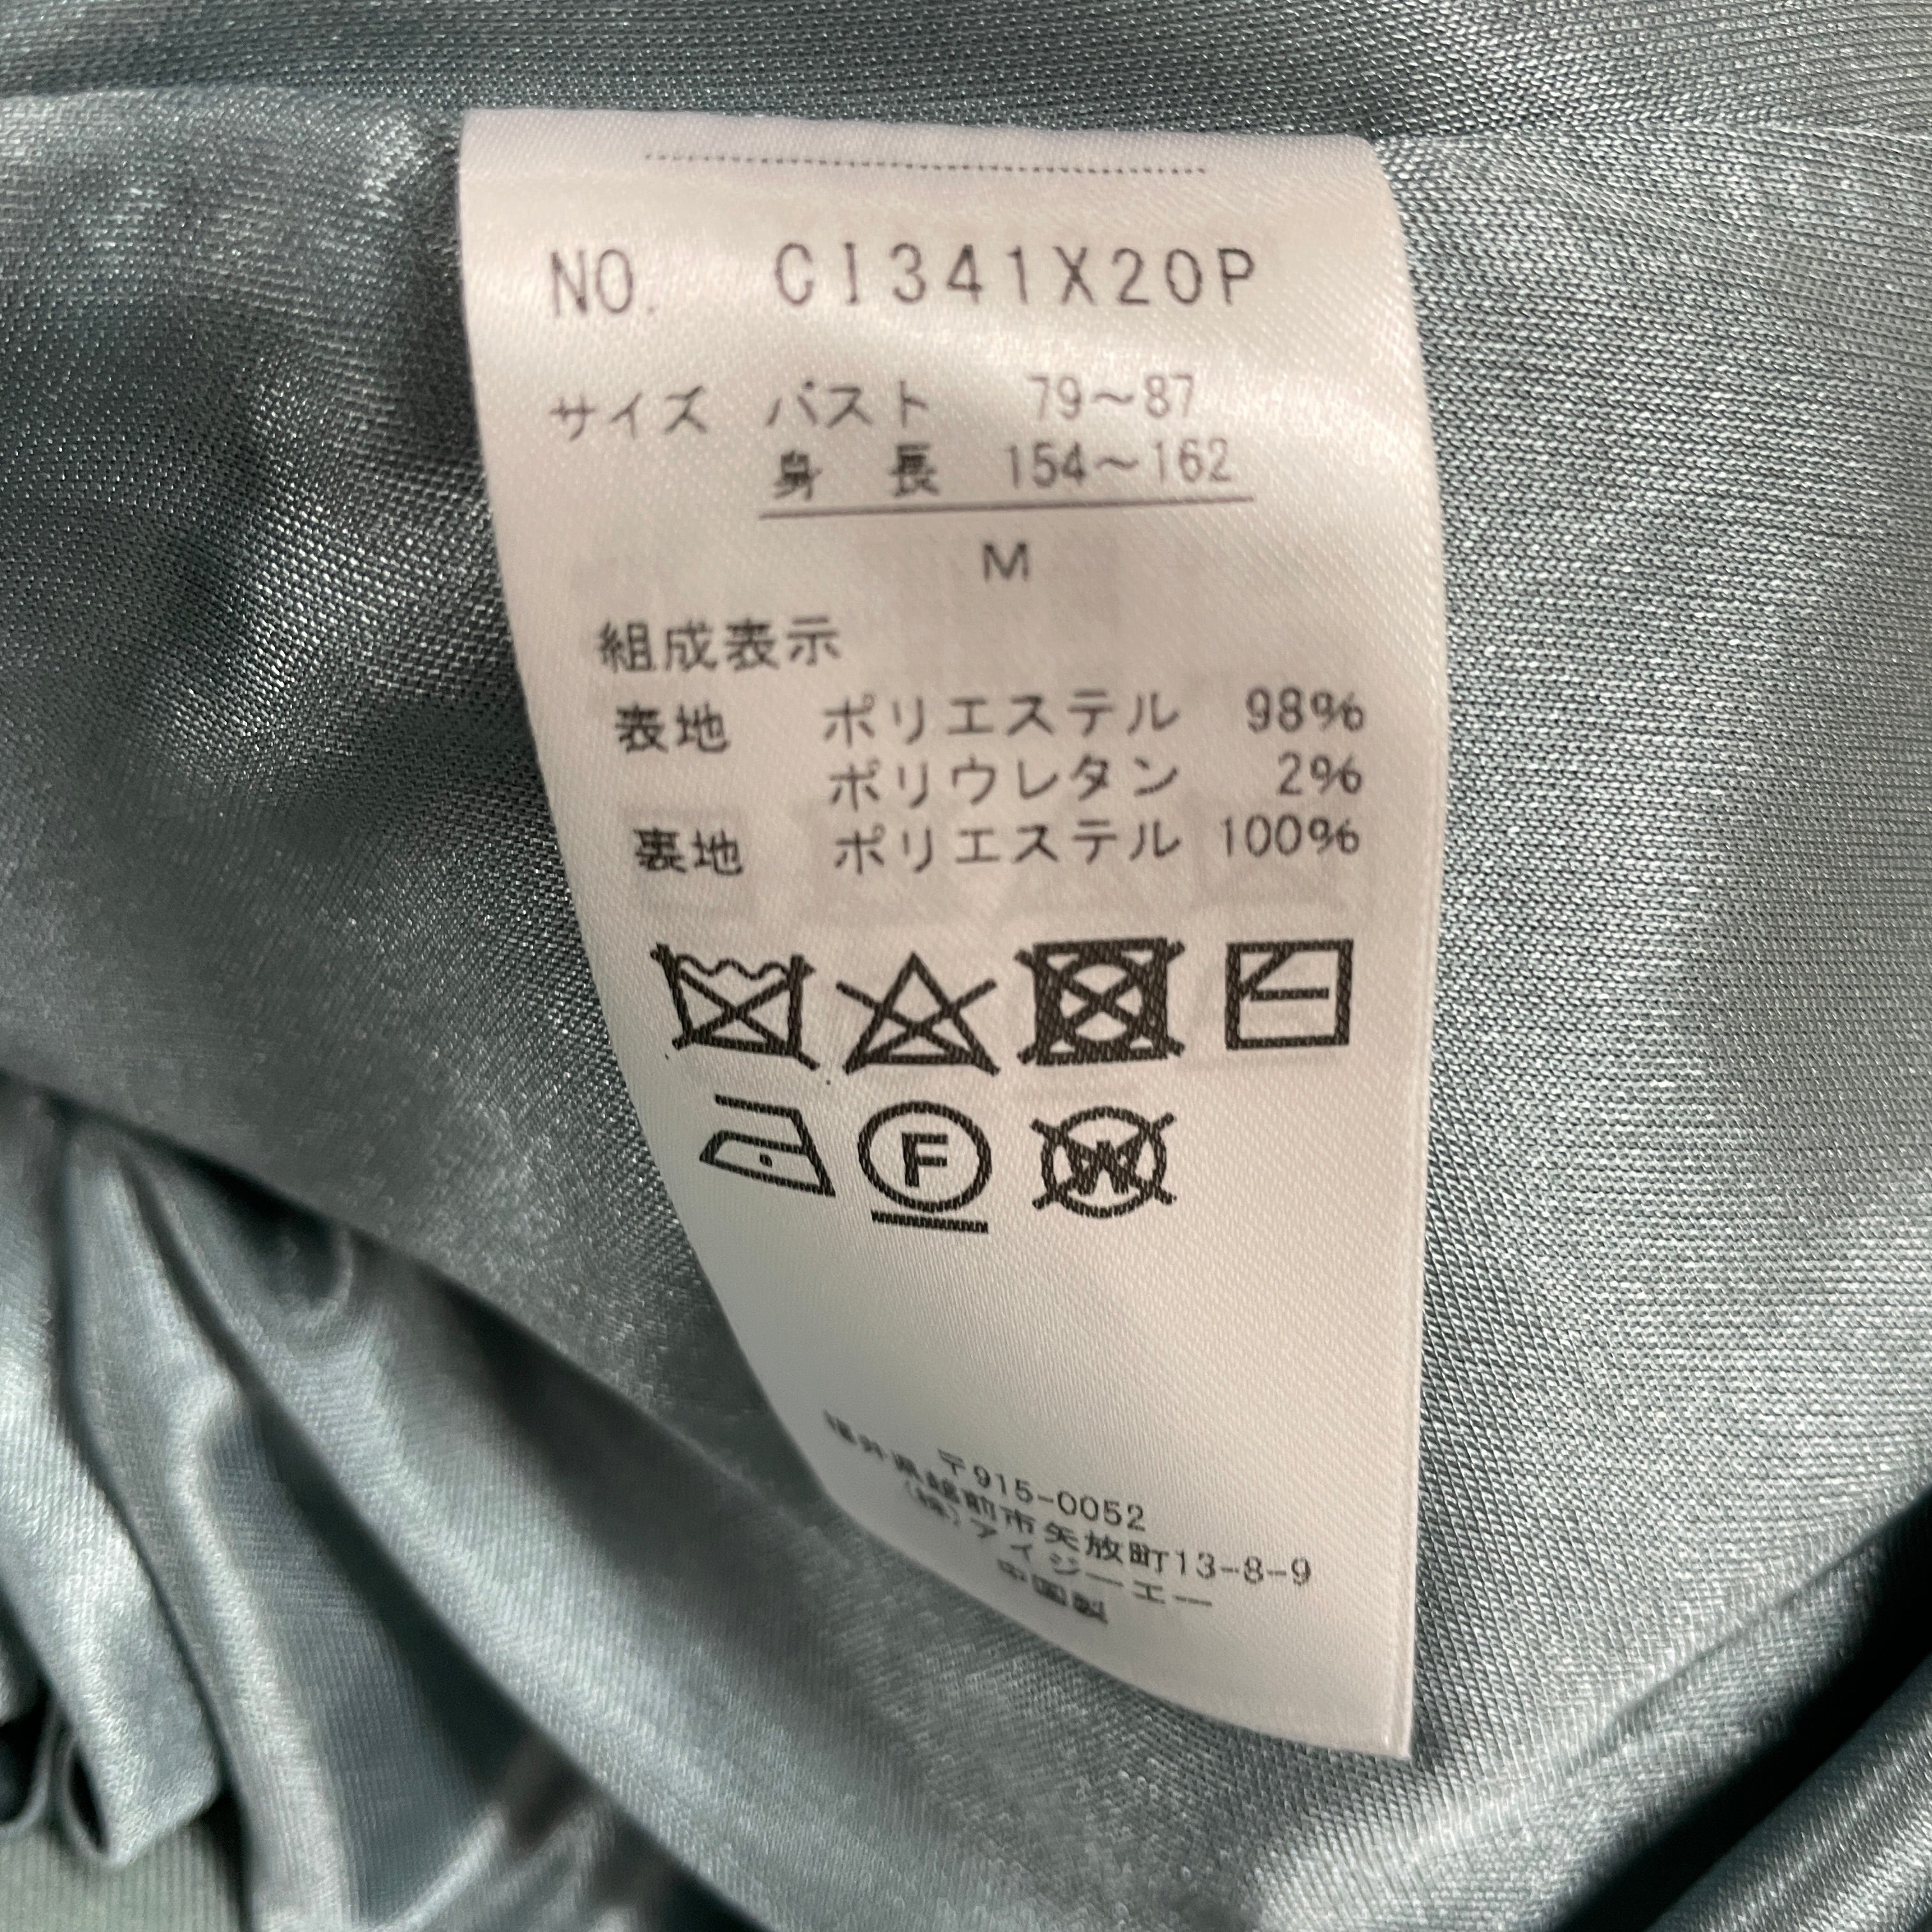 NO. CI341X20P
サイズ バスト 79～87
身 長 154～162
M
組成表示
表地 ポリエステル 98%
ポリウレタン 2%
裏地 ポリエステル 100%
F
W
〒915-0052
福井県越前市矢放町13-8-9
(株)アイジーエー
中国製